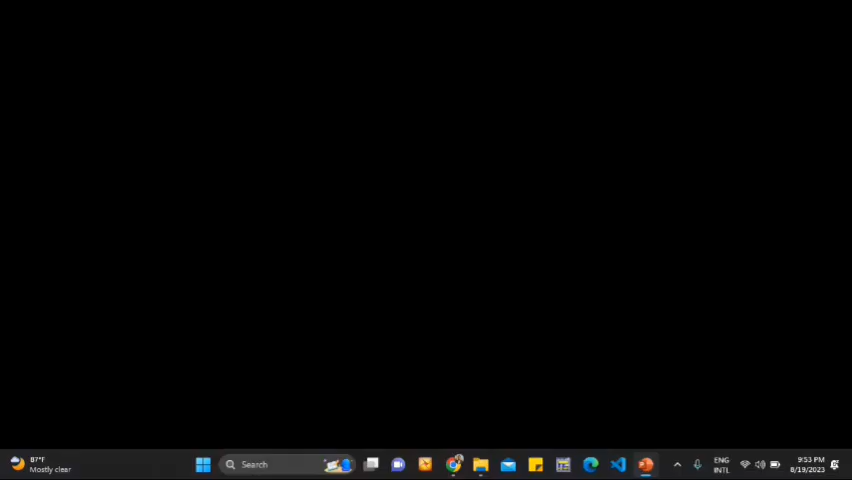 87°F
Mostly clear
Search
ENG
INTL
9:53 PM
8/19/2023